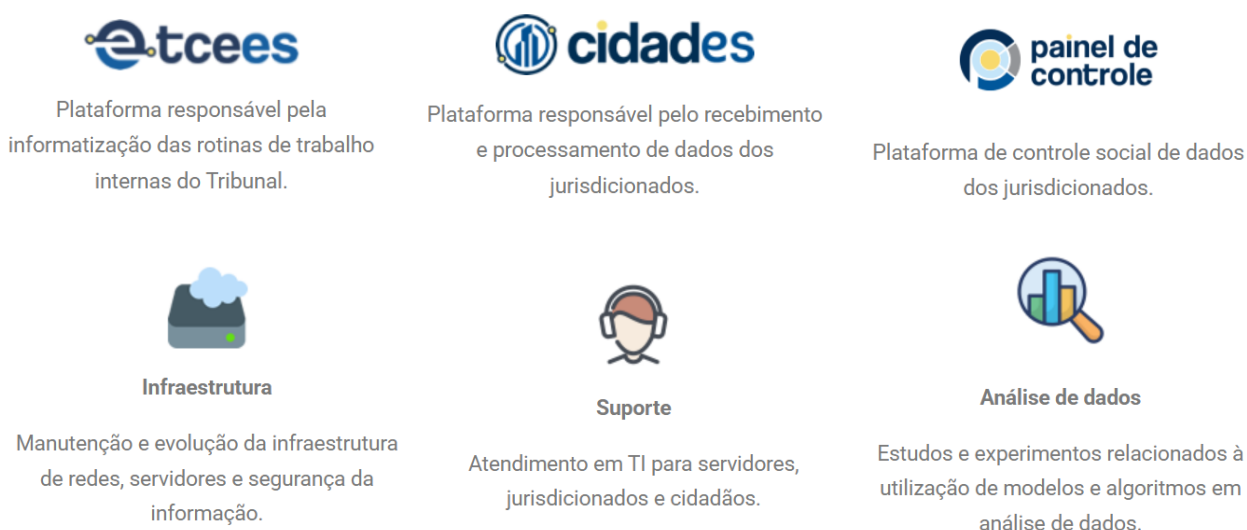 etcees
Plataforma responsável pela
informatização das rotinas de trabalho
internas do Tribunal.
cidades
Plataforma responsável pelo recebimento
e processamento de dados dos
jurisdicionados.
painel de
controle
Plataforma de controle social de dados
dos jurisdicionados.
Infraestrutura
Manutenção e evolução da infraestrutura
de redes, servidores e segurança da
informação.
Suporte
Atendimento em TI para servidores,
jurisdicionados e cidadãos.
Análise de dados
Estudos e experimentos relacionados à
utilização de modelos e algoritmos em
análise de dados.